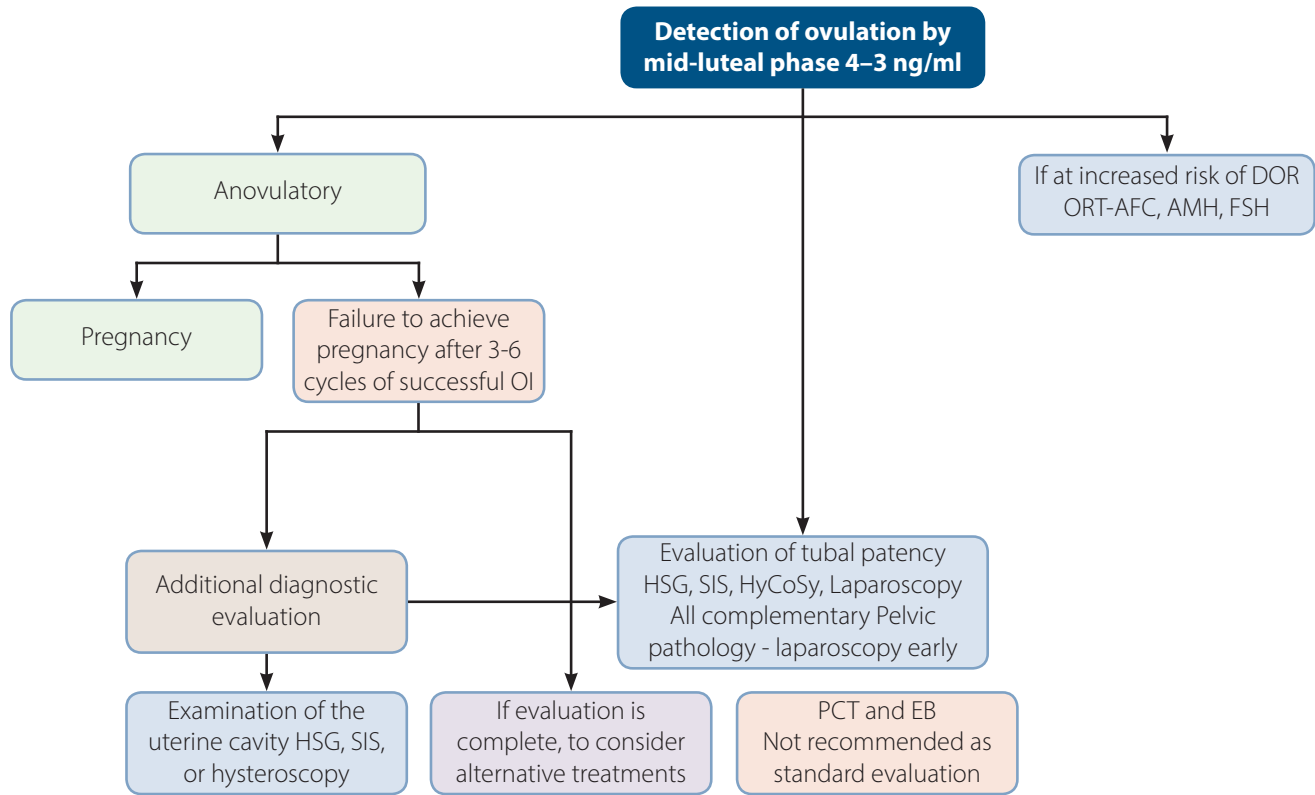 Detection of ovulation by
mid-luteal phase 4–3 ng/ml
Anovulatory
If at increased risk of DOR
ORT-AFC, AMH, FSH
Pregnancy
Failure to achieve
pregnancy after 3-6
cycles of successful OI
Additional diagnostic
evaluation
Evaluation of tubal patency
HSG, SIS, HyCoSy, Laparoscopy
All complementary Pelvic
pathology - laparoscopy early
Examination of the
uterine cavity HSG, SIS,
or hysteroscopy
If evaluation is
complete, to consider
alternative treatments
PCT and EB
Not recommended as
standard evaluation